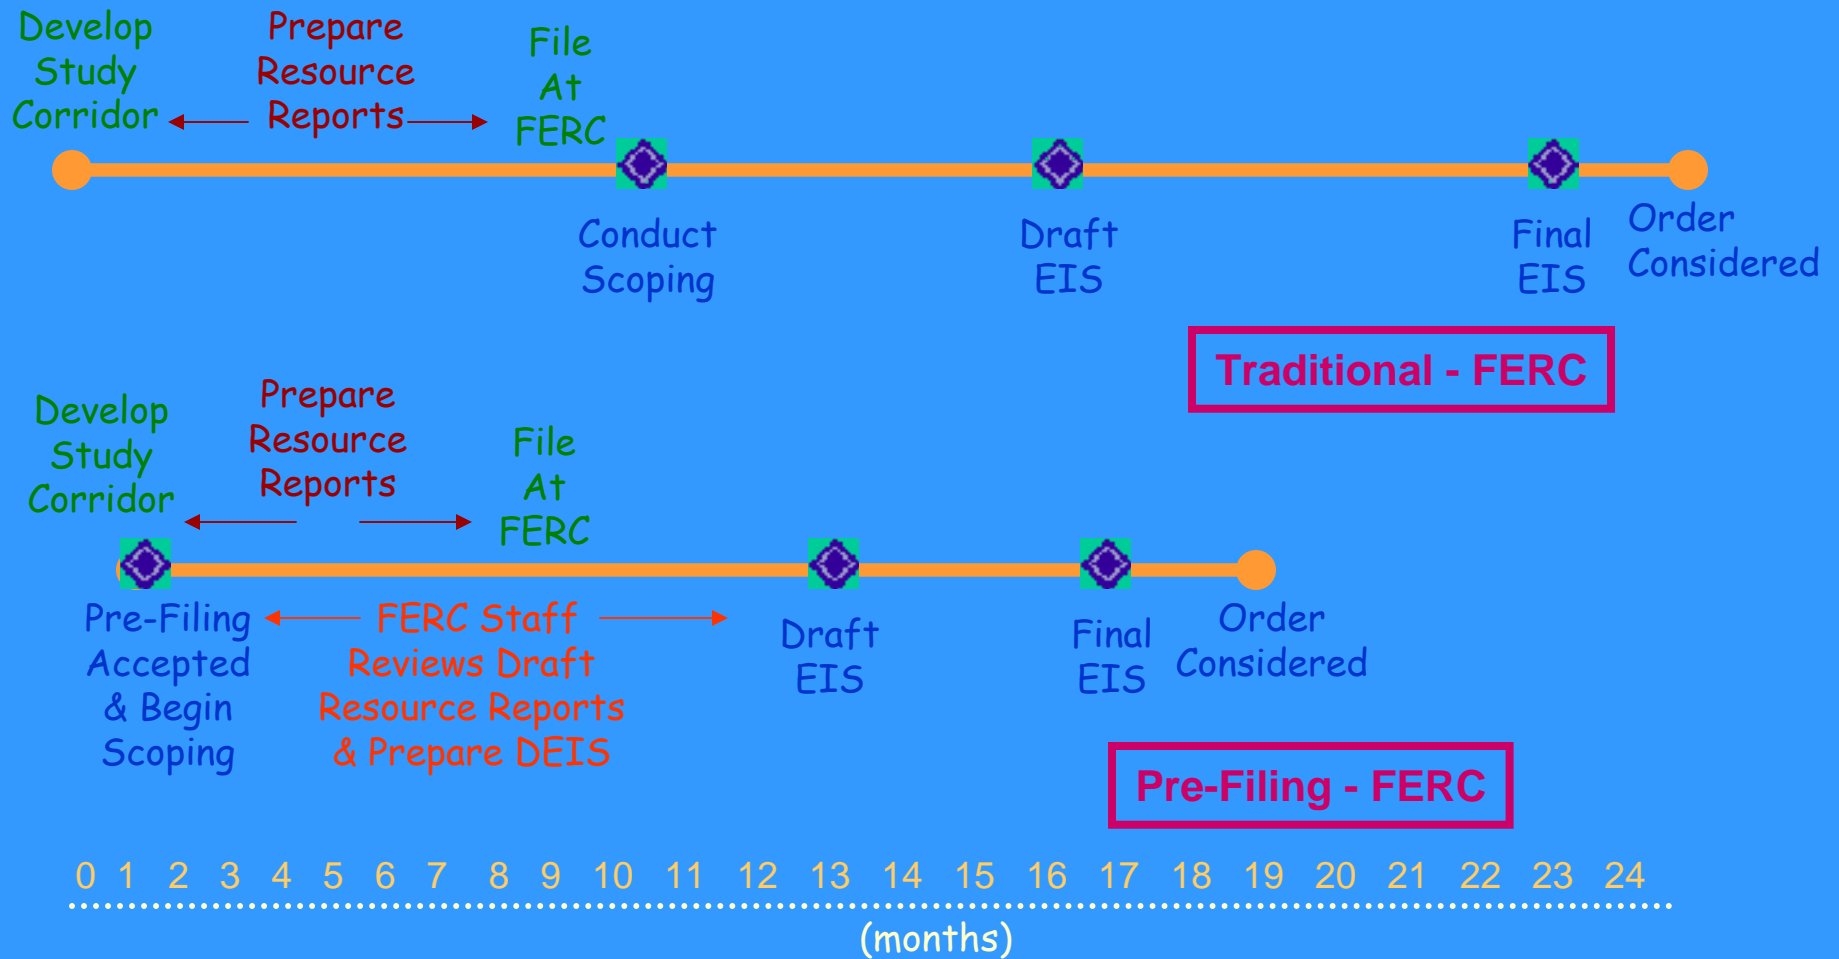 Develop
Study
Corridor
Prepare
Resource
Reports
File
At
FERC
Conduct
Scoping
Draft
EIS
Final
EIS
Order
Considered
Traditional - FERC
Develop
Study
Corridor
Prepare
Resource
Reports
File
At
FERC
Pre-Filing
Accepted
& Begin
Scoping
FERC Staff
Reviews Draft
Resource Reports
& Prepare DEIS
Draft
EIS
Final
EIS
Order
Considered
Pre-Filing - FERC
0 1 2 3 4 5 6 7 8 9 10 11 12 13 14 15 16 17 18 19 20 21 22 23 24
(months)